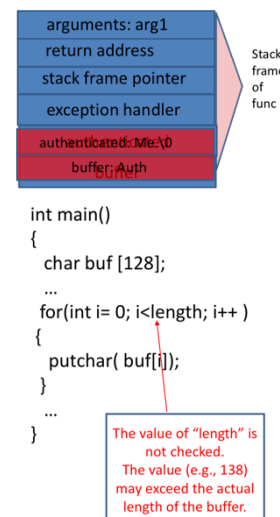 arguments: arg1
return address
stack frame pointer
exception handler
authenticated: Me.\0
buffer: Auth
buffer
Stack
frame
of
func
int main()
{
char buf [128];
...
for(int i= 0; i<length; i++ )
{
putchar( buf[i]);
}
...
}
The value of "length" is
not checked.
The value (e.g., 138)
may exceed the actual
length of the buffer.